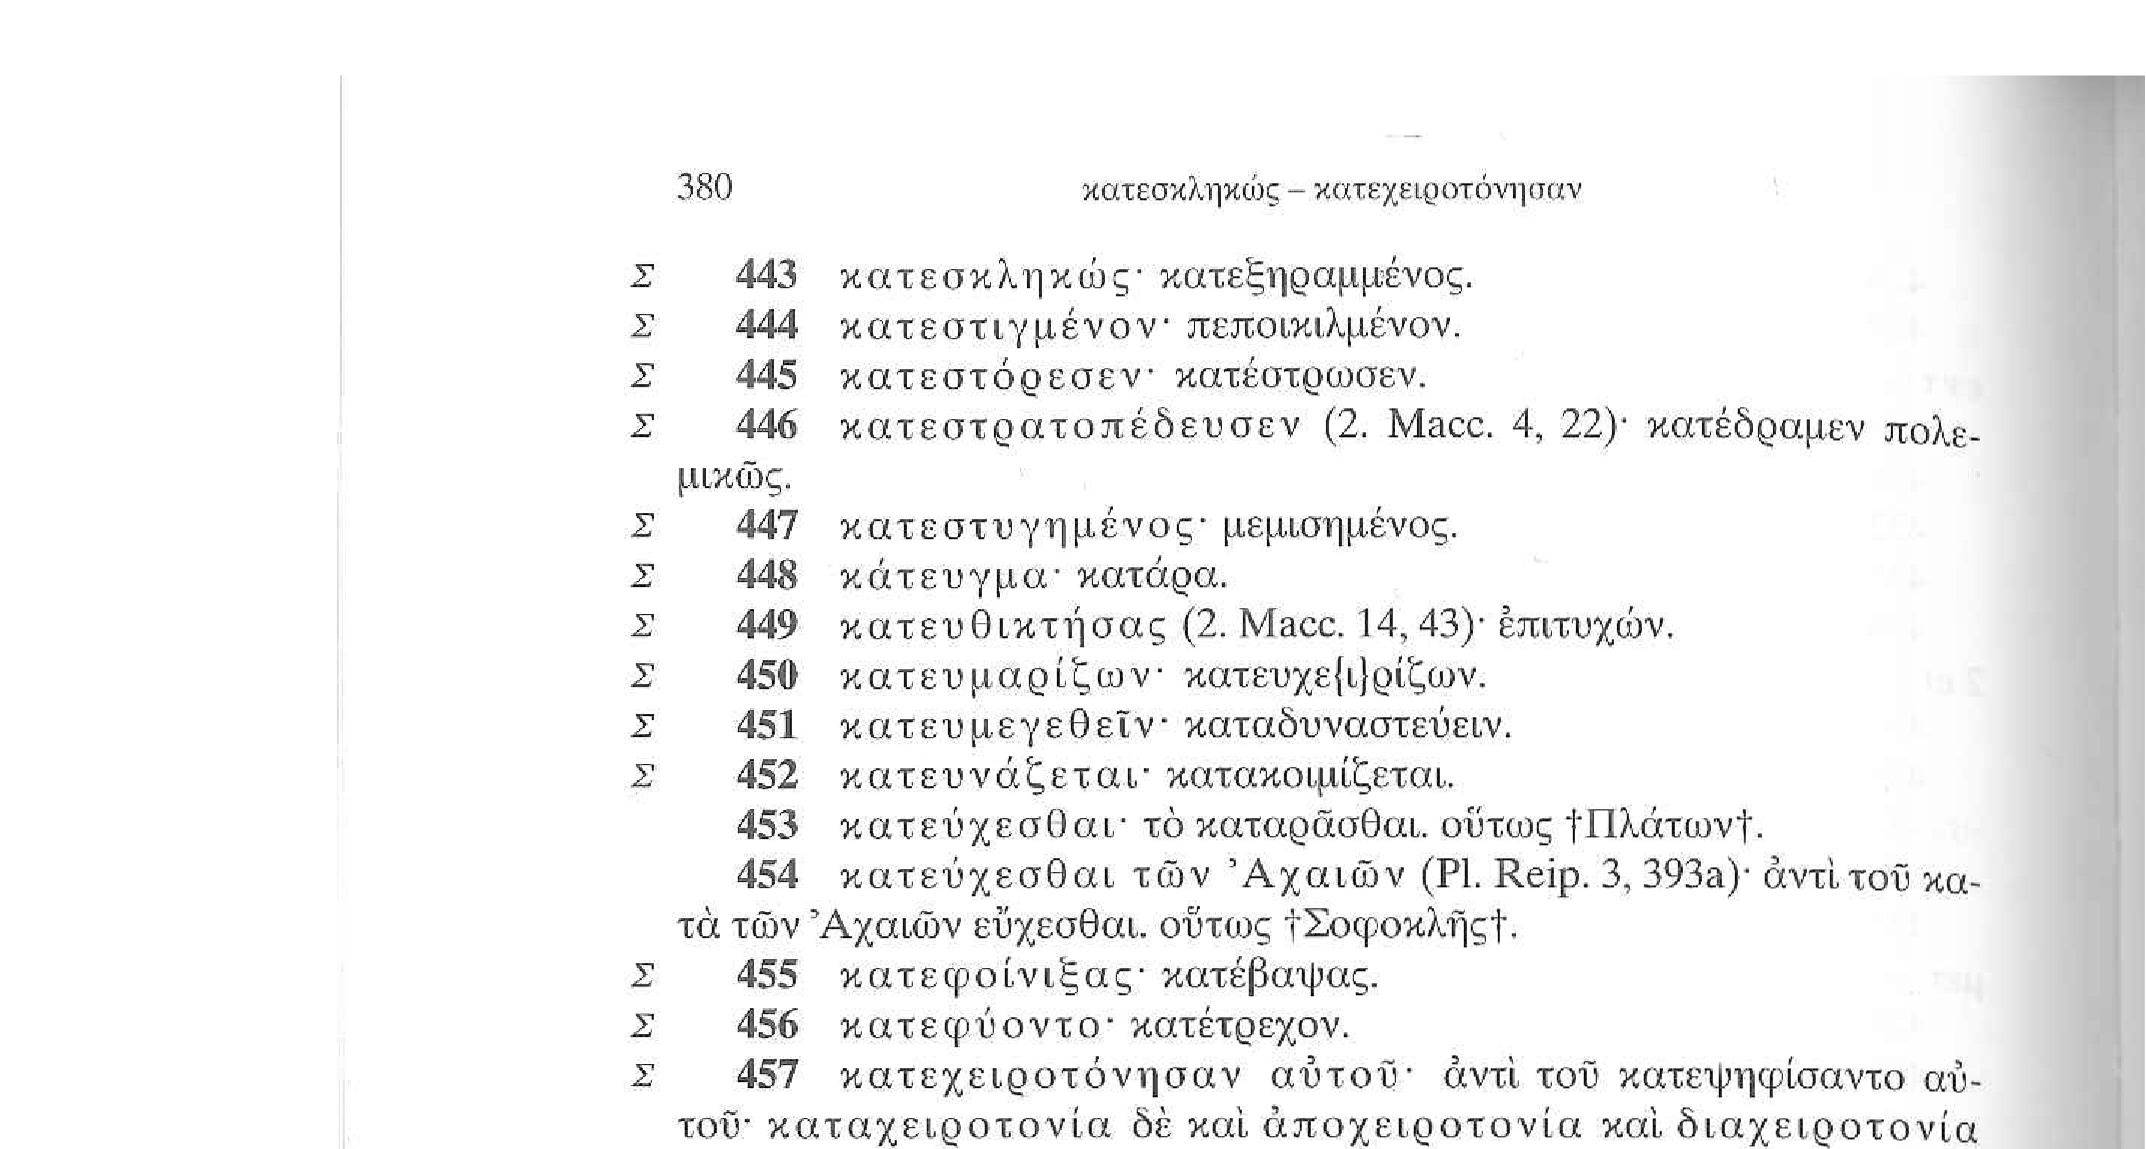 380 κατεσκληκώς – κατεχειροτόνησαν
Σ 443 κατεσκληκώς· κατεξηραμμένος.
Σ 444 κατεστιγμένον· πεποικιλμένον.
Σ 445 κατεστόρεσεν· κατέστρωσεν.
Σ 446 κατεστρατοπέδευσεν (2. Macc. 4, 22)· κατέδραμεν πολε-
μικῶς.
Σ 447 κατεστυγημένος· μεμισημένος.
Σ 448 κάτευγμα· κατάρα.
Σ 449 κατευθικτήσας (2. Macc. 14, 43)· ἐπιτυχών.
Σ 450 κατευμαρίζων· κατευχε{ι}ρίζων.
Σ 451 κατευμεγεθεῖν· καταδυναστεύειν.
Σ 452 κατευνάζεται· κατακοιμίζεται.
453 κατεύχεσθαι· τὸ καταρᾶσθαι. οὕτως †Πλάτων†.
454 κατεύχεσθαι τῶν Ἀχαιῶν (Pl. Reip. 3, 393a)· ἀντὶ τοῦ κα-
τὰ τῶν Ἀχαιῶν εὔχεσθαι. οὕτως †Σοφοκλῆς†.
Σ 455 κατεφοίνιξας· κατέβαψας.
Σ 456 κατεφύοντο· κατέτρεχον.
Σ 457 κατεχειροτόνησαν αὐτοῦ· ἀντὶ τοῦ κατεψηφίσαντο αὐ-
τοῦ· καταχειροτονία δὲ καὶ ἀποχειροτονία καὶ διαχειροτονία